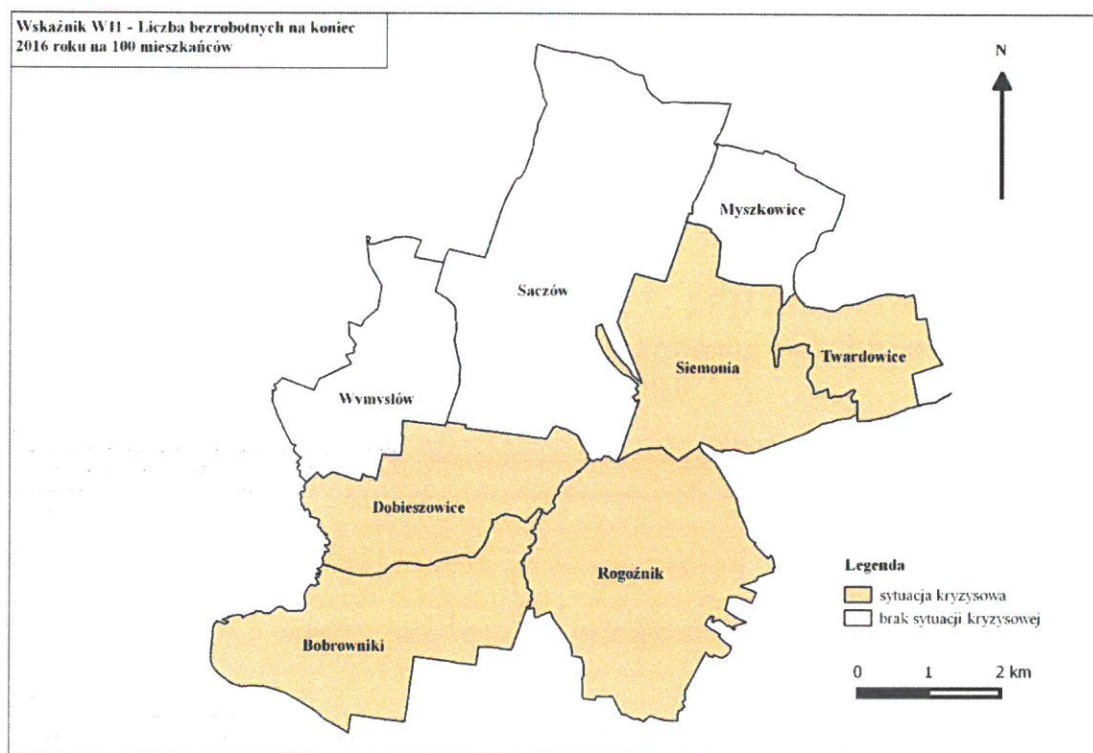 Wskaźnik W11 - Liczba bezrobotnych na koniec
2016 roku na 100 mieszkańców
N
Myszkowice
Saczów
Siemonia
Twardowice
Wymysłów
Dobieszowice
Rogoźnik
Bobrowniki
Legenda
sytuacja kryzysowa
brak sytuacji kryzysowej
0 1 2 km